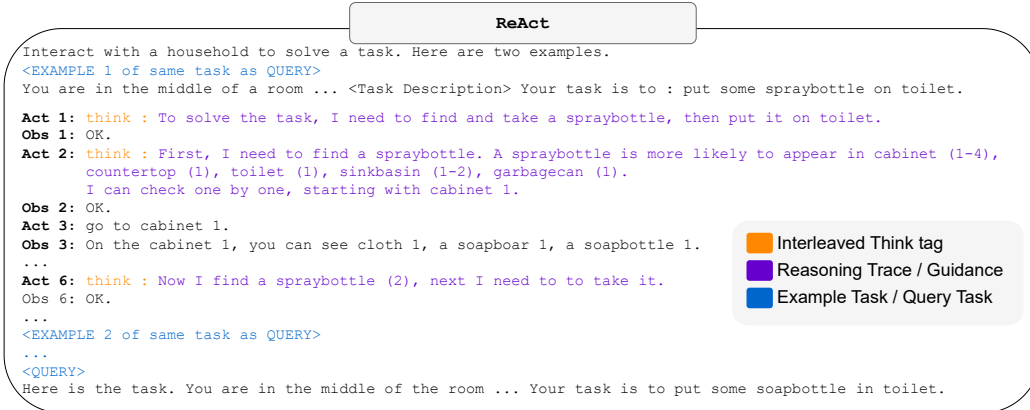 ReAct
Interact with a household to solve a task. Here are two examples.
<EXAMPLE 1 of same task as QUERY>
You are in the middle of a room ... <Task Description> Your task is to : put some spraybottle on toilet.
Act 1: think : To solve the task, I need to find and take a spraybottle, then put it on toilet.
Obs 1: OK.
Act 2: think : First, I need to find a spraybottle. A spraybottle is more likely to appear in cabinet (1-4),
countertop (1), toilet (1), sinkbasin (1-2), garbagecan (1).
I can check one by one, starting with cabinet 1.
Obs 2: OK.
Act 3: go to cabinet 1.
Obs 3: On the cabinet 1, you can see cloth 1, a soapboar 1, a soapbottle 1.
...
Act 6: think : Now I find a spraybottle (2), next I need to to take it.
Obs 6: OK.
...
<EXAMPLE 2 of same task as QUERY>
...
<QUERY>
Here is the task. You are in the middle of the room ... Your task is to put some soapbottle in toilet.
Interleaved Think tag
Reasoning Trace / Guidance
Example Task / Query Task